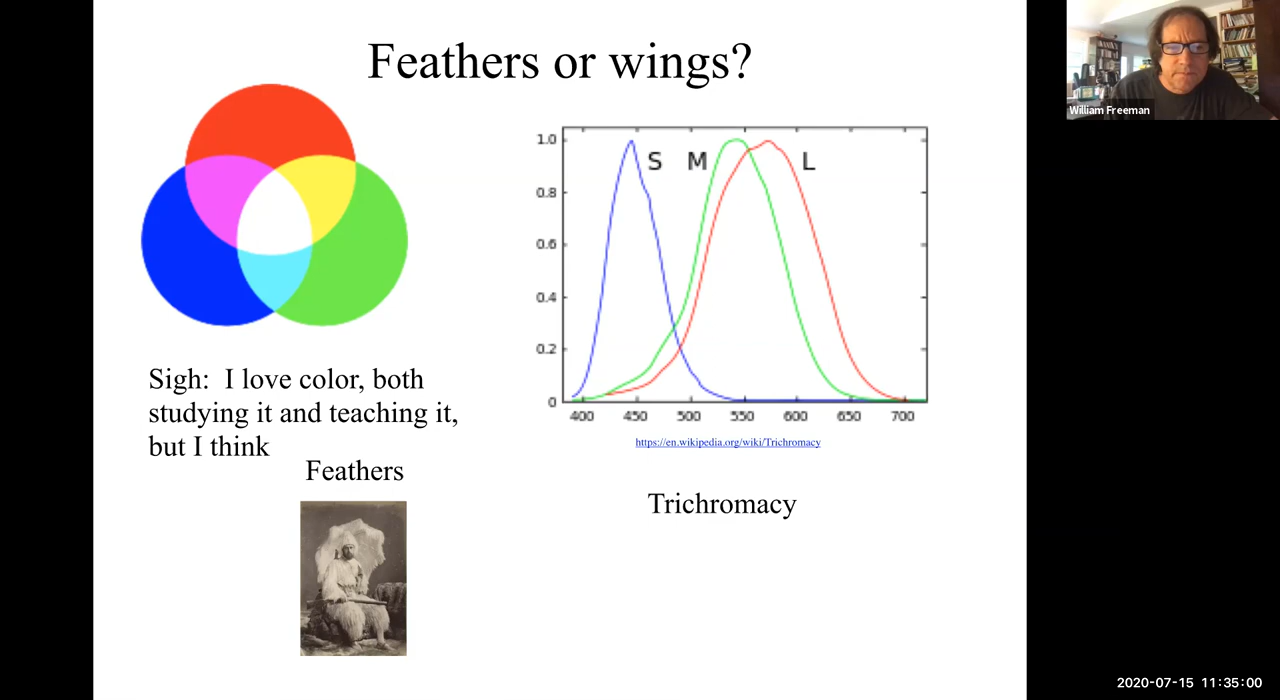 Feathers or wings?
William Freeman
S M L
1.0
0.8
0.6
0.4
0.2
0
400 450 500 550 600 650 700
https://en.wikipedia.org/wiki/Trichromacy
Sigh: I love color, both
studying it and teaching it,
but I think
Feathers
Trichromacy
2020-07-15 11:35:00